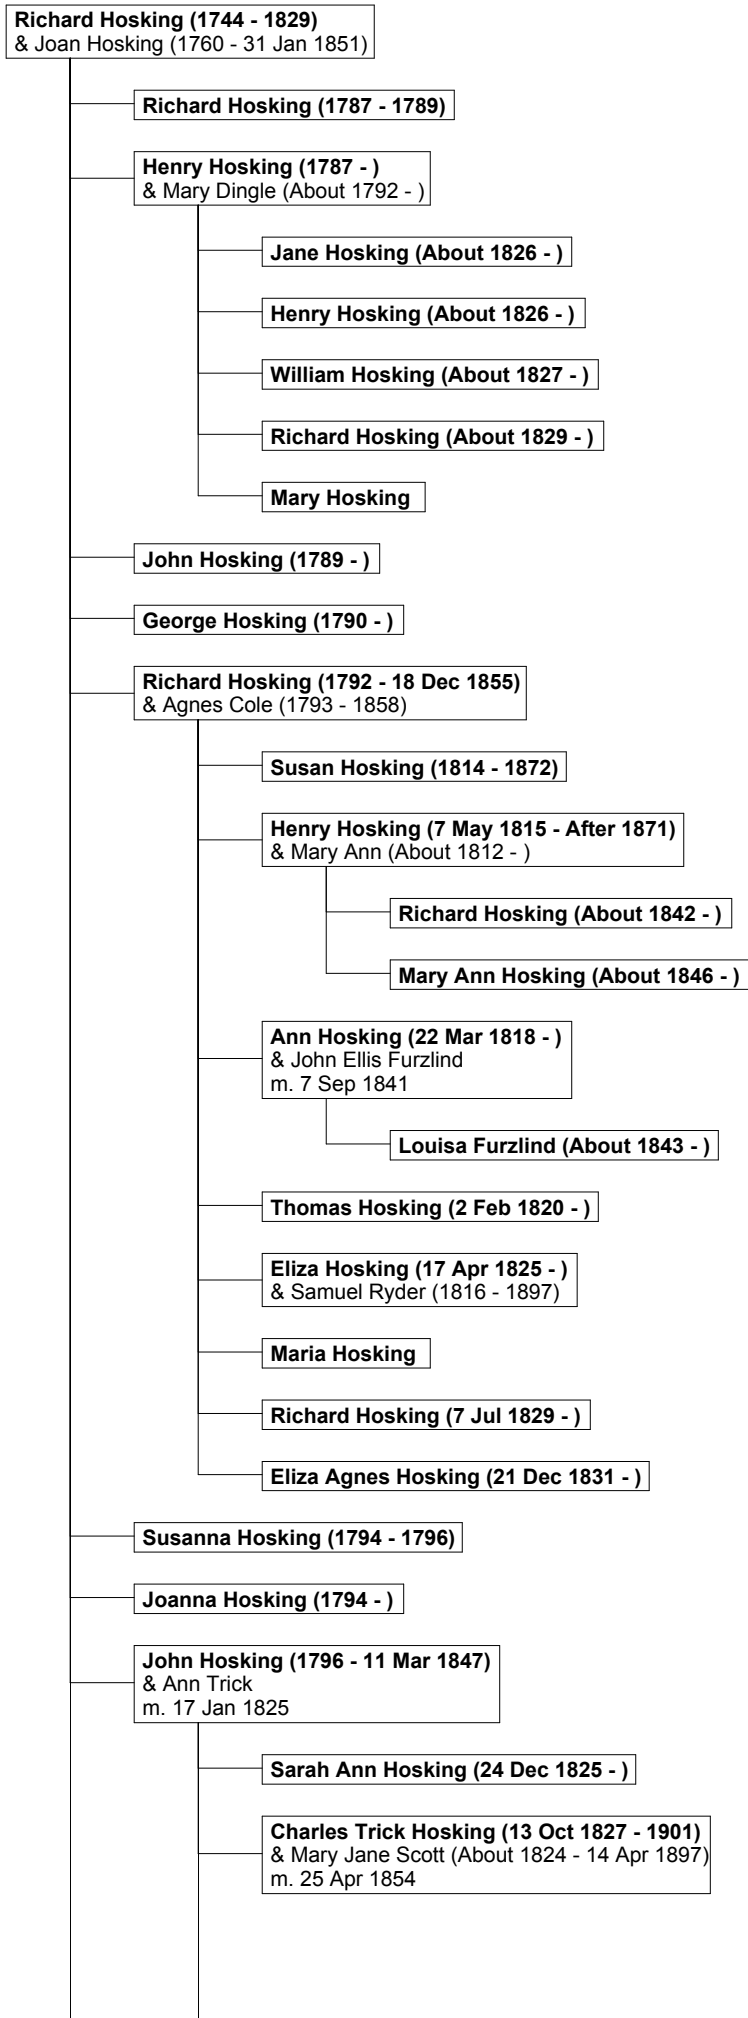 Richard Hosking (1744 - 1829)
& Joan Hosking (1760 - 31 Jan 1851)
Richard Hosking (1787 - 1789)
Henry Hosking (1787 - )
& Mary Dingle (About 1792 - )
Jane Hosking (About 1826 - )
Henry Hosking (About 1826 - )
William Hosking (About 1827 - )
Richard Hosking (About 1829 - )
Mary Hosking
John Hosking (1789 - )
George Hosking (1790 - )
Richard Hosking (1792 - 18 Dec 1855)
& Agnes Cole (1793 - 1858)
Susan Hosking (1814 - 1872)
Henry Hosking (7 May 1815 - After 1871)
& Mary Ann (About 1812 - )
Richard Hosking (About 1842 - )
Mary Ann Hosking (About 1846 - )
Ann Hosking (22 Mar 1818 - )
& John Ellis Furzlind
m. 7 Sep 1841
Louisa Furzlind (About 1843 - )
Thomas Hosking (2 Feb 1820 - )
Eliza Hosking (17 Apr 1825 - )
& Samuel Ryder (1816 - 1897)
Maria Hosking
Richard Hosking (7 Jul 1829 - )
Eliza Agnes Hosking (21 Dec 1831 - )
Susanna Hosking (1794 - 1796)
Joanna Hosking (1794 - )
John Hosking (1796 - 11 Mar 1847)
& Ann Trick
m. 17 Jan 1825
Sarah Ann Hosking (24 Dec 1825 - )
Charles Trick Hosking (13 Oct 1827 - 1901)
& Mary Jane Scott (About 1824 - 14 Apr 1897)
m. 25 Apr 1854